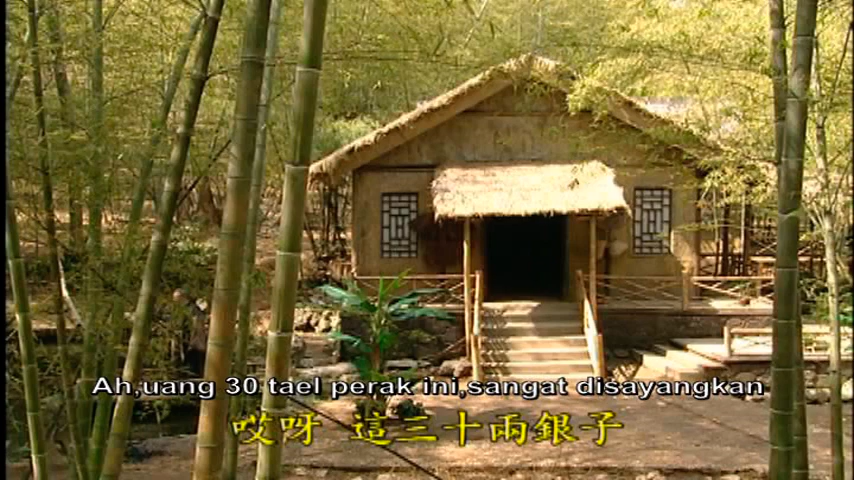 Ah,uang 30 tael perak ini,sangat disayangkan
哎呀 這三十兩銀子